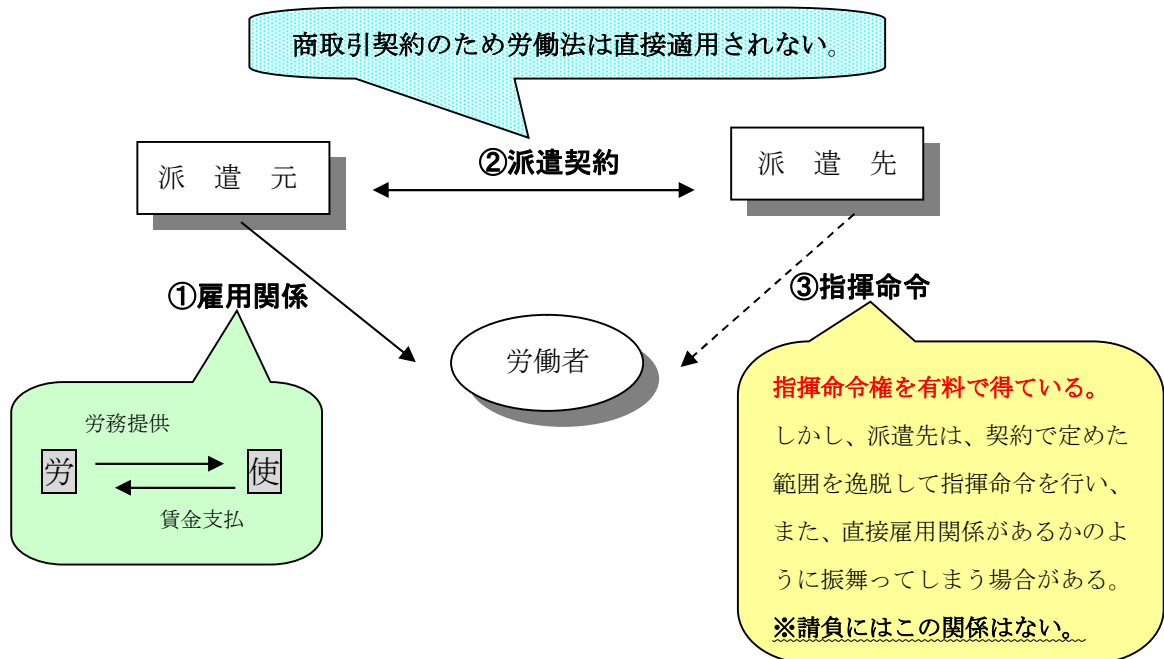 商取引契約のため労働法は直接適用されない。
②派遣契約
派 遣 元
派 遣 先
①雇用関係
③指揮命令
労働者
労務提供
労
使
賃金支払
指揮命令権を有料で得ている。
しかし、派遣先は、契約で定めた
範囲を逸脱して指揮命令を行い、
また、直接雇用関係があるかのよ
うに振舞ってしまう場合がある。
※請負にはこの関係はない。